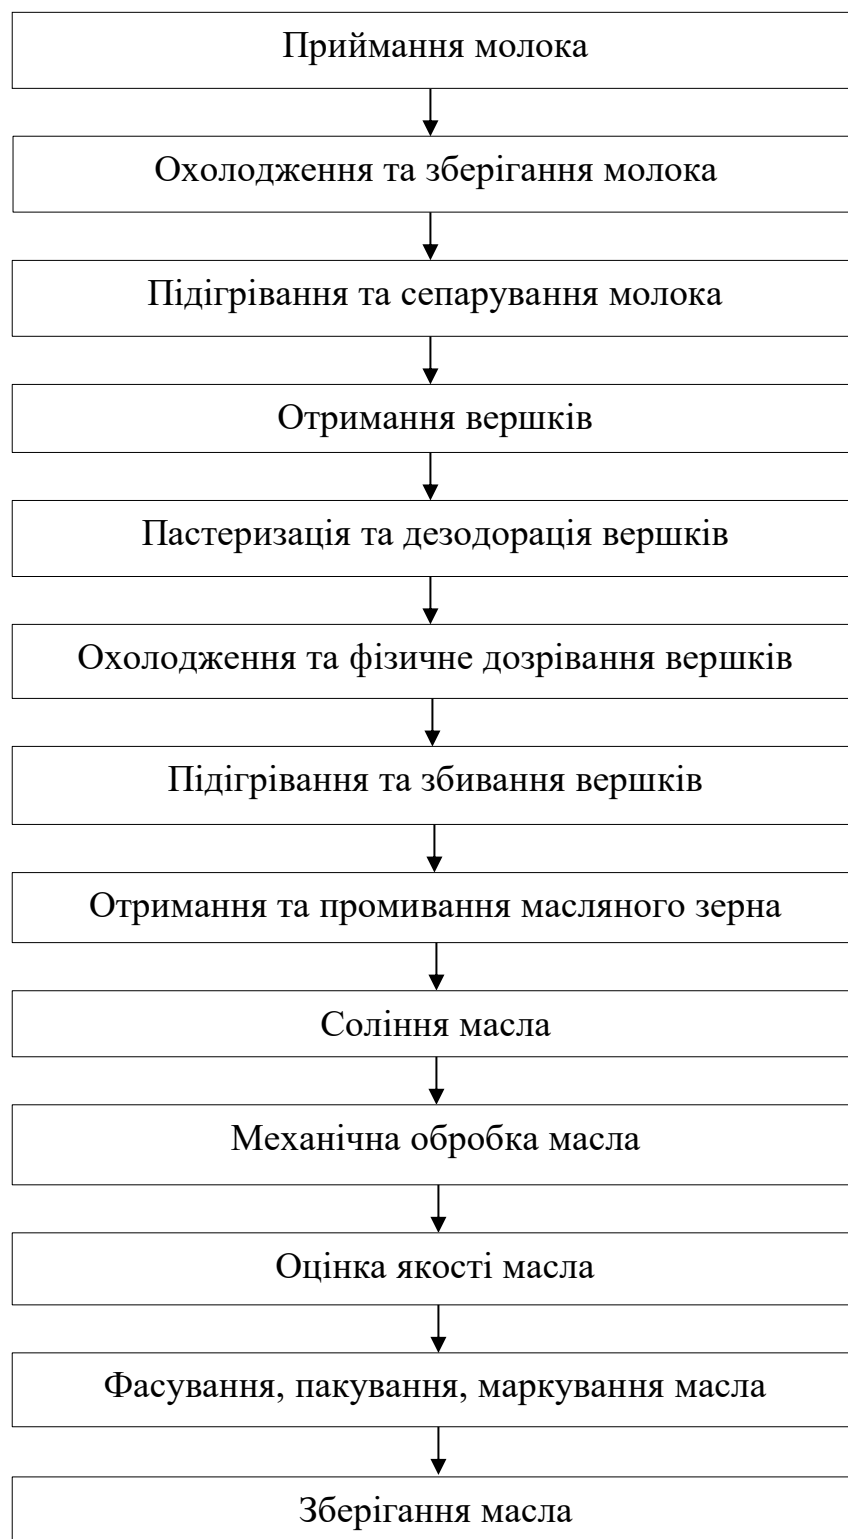 Приймання молока
Охолодження та зберігання молока
Підігрівання та сепарування молока
Отримання вершків
Пастеризація та дезодорація вершків
Охолодження та фізичне дозрівання вершків
Підігрівання та збивання вершків
Отримання та промивання масляного зерна
Соління масла
Механічна обробка масла
Оцінка якості масла
Фасування, пакування, маркування масла
Зберігання масла